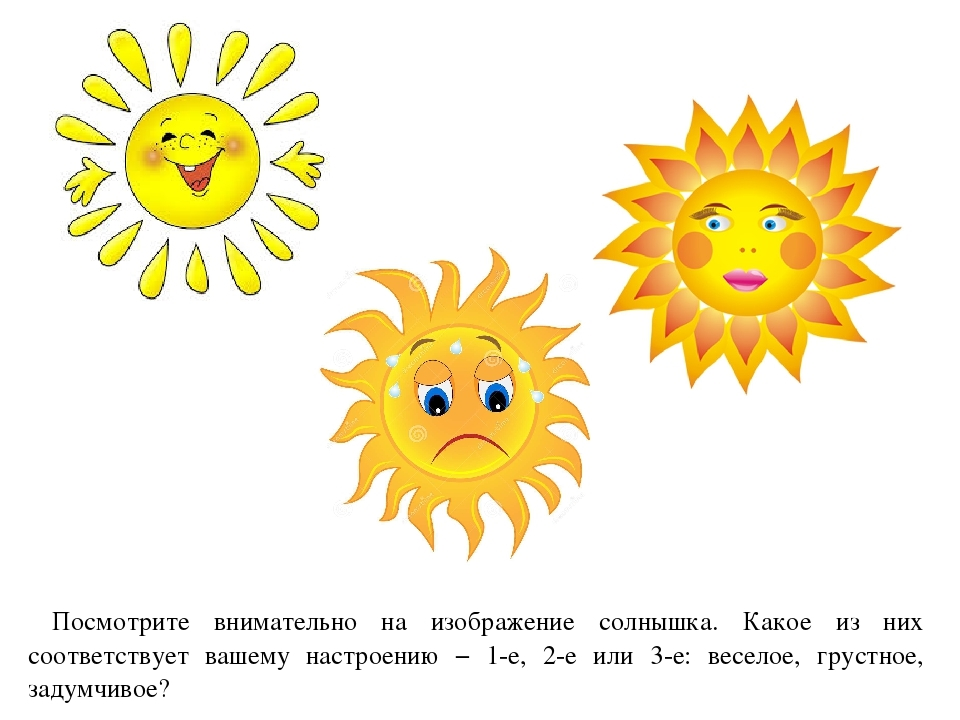 Посмотрите внимательно на изображение солнышка. Какое из них
соответствует вашему настроению – 1-е, 2-е или 3-е: веселое, грустное,
задумчивое?